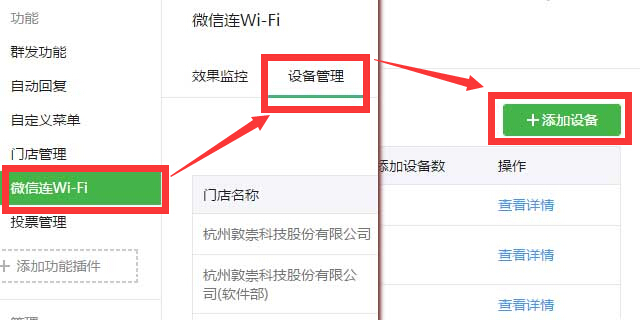 功能
群发功能
自动回复
自定义菜单
门店管理
微信连Wi-Fi
投票管理
添加功能插件
管理
微信连Wi-Fi
效果监控
设备管理
门店名称
杭州敦崇科技股份有限公司
杭州敦崇科技股份有限公
司(软件部)
添加设备
添加设备数
操作
查看详情
查看详情
查看详情